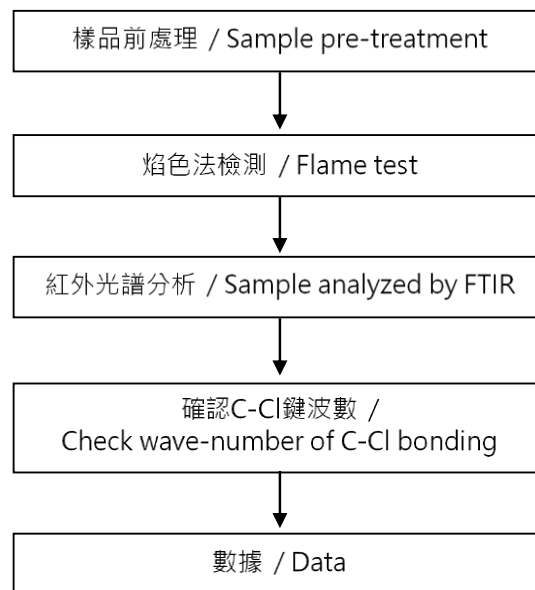 樣品前處理 / Sample pre-treatment
焰色法檢測 / Flame test
紅外光譜分析 / Sample analyzed by FTIR
確認C-Cl鍵波數 /
Check wave-number of C-Cl bonding
數據 / Data